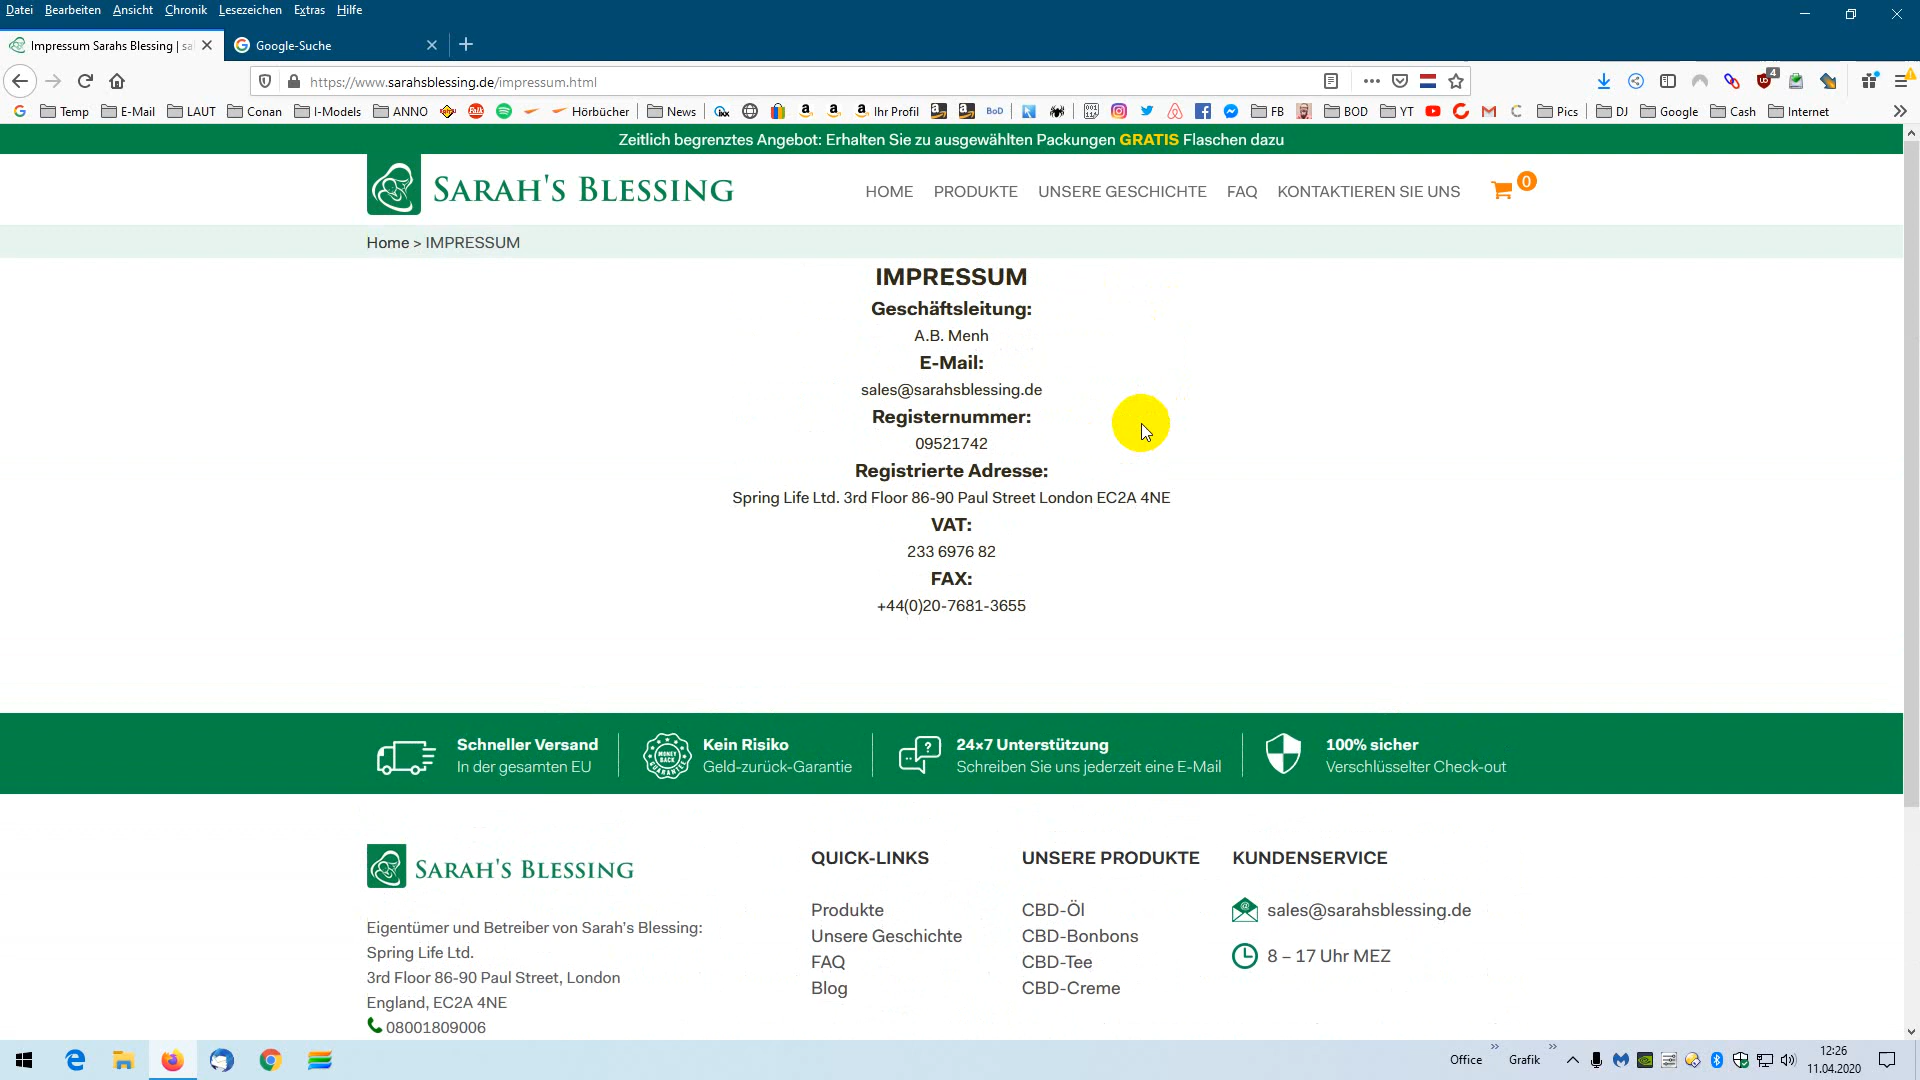 Datei Bearbeiten Ansicht Chronik Lesezeichen Extras Hilfe
Impressum Sarahs Blessing | sa
Google-Suche
https://www.sarahsblessing.de/impressum.html
4
Temp E-Mail LAUT Conan I-Models ANNO Hörbücher News Ihr Profil BoD FB BOD YT Pics DJ Google Cash Internet
Zeitlich begrenztes Angebot: Erhalten Sie zu ausgewählten Packungen GRATIS Flaschen dazu
SARAH'S BLESSING
HOME PRODUKTE UNSERE GESCHICHTE FAQ KONTAKTIEREN SIE UNS 0
Home > IMPRESSUM
IMPRESSUM
Geschäftsleitung:
A.B. Menh
E-Mail:
sales@sarahsblessing.de
Registernummer:
09521742
Registrierte Adresse:
Spring Life Ltd. 3rd Floor 86-90 Paul Street London EC2A 4NE
VAT:
233 6976 82
FAX:
+44(0)20-7681-3655
Schneller Versand
In der gesamten EU
MONEY BACK GUARANTEE
Kein Risiko
Geld-zurück-Garantie
24×7 Unterstützung
Schreiben Sie uns jederzeit eine E-Mail
100% sicher
Verschlüsselter Check-out
SARAH'S BLESSING
Eigentümer und Betreiber von Sarah's Blessing:
Spring Life Ltd.
3rd Floor 86-90 Paul Street, London
England, EC2A 4NE
08001809006
QUICK-LINKS
Produkte
Unsere Geschichte
FAQ
Blog
UNSERE PRODUKTE
CBD-Öl
CBD-Bonbons
CBD-Tee
CBD-Creme
KUNDENSERVICE
sales@sarahsblessing.de
8 – 17 Uhr MEZ
Office Grafik
12:26
11.04.2020